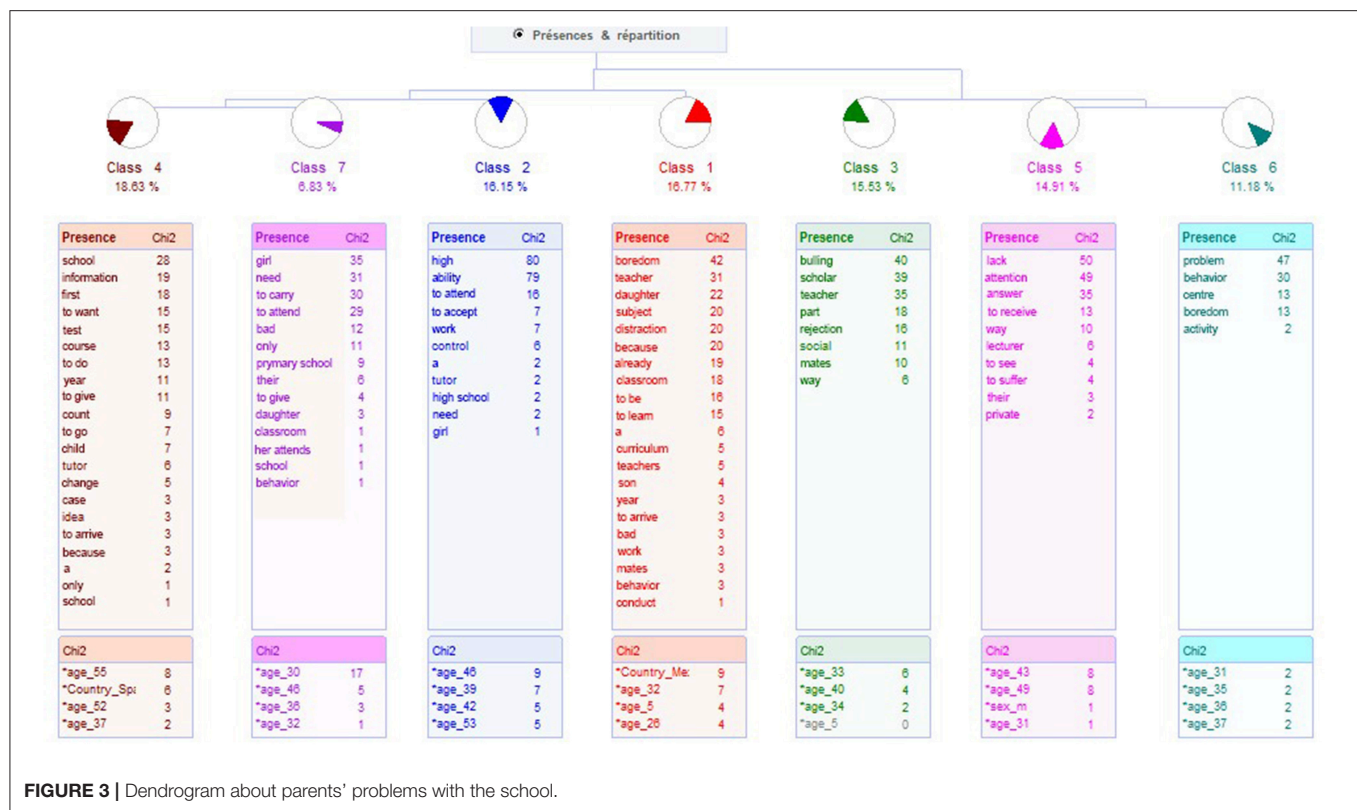 Présences & répartition
Class 4
18.63 %
Class 7
6.83 %
Class 2
16.15 %
Class 1
16.77 %
Class 3
15.53 %
Class 5
14.91 %
Class 6
11.18 %
Presence Chi2
school 28
information 19
first 18
to want 15
test 15
course 13
to do 13
year 11
to give 11
count 9
to go 7
child 7
tutor 6
change 5
case 3
idea 3
to arrive 3
because 3
a 2
only 1
school 1
Chi2
*age_55 8
*Country_Spa 6
*age_52 3
*age_37 2
Presence Chi2
girl 35
need 31
to carry 30
to attend 29
bad 12
only 11
prymary school 9
their 6
to give 4
daughter 3
classroom 1
her attends 1
school 1
behavior 1
Chi2
*age_30 17
*age_46 5
*age_36 3
*age_32 1
Presence Chi2
high 80
ability 79
to attend 16
to accept 7
work 7
control 6
a 2
tutor 2
high school 2
need 2
girl 1
Chi2
*age_46 9
*age_39 7
*age_42 5
*age_53 5
Presence Chi2
boredom 42
teacher 31
daughter 22
subject 20
distraction 20
because 20
already 19
classroom 18
to be 16
to learn 15
a 6
curriculum 5
teachers 5
son 4
year 3
to arrive 3
bad 3
work 3
mates 3
behavior 3
conduct 1
Chi2
*Country_Me: 9
*age_32 7
*age_5 4
*age_26 4
Presence Chi2
bulling 40
scholar 39
teacher 35
part 18
rejection 16
social 11
mates 10
way 6
Chi2
*age_33 6
*age_40 4
*age_34 2
*age_5 0
Presence Chi2
lack 50
attention 49
answer 35
to receive 13
way 10
lecturer 6
to see 4
to suffer 4
their 3
private 2
Chi2
*age_43 8
*age_49 8
*sex_m 1
*age_31 1
Presence Chi2
problem 47
behavior 30
centre 13
boredom 13
activity 2
Chi2
*age_31 2
*age_35 2
*age_36 2
*age_37 2
FIGURE 3 | Dendrogram about parents' problems with the school.